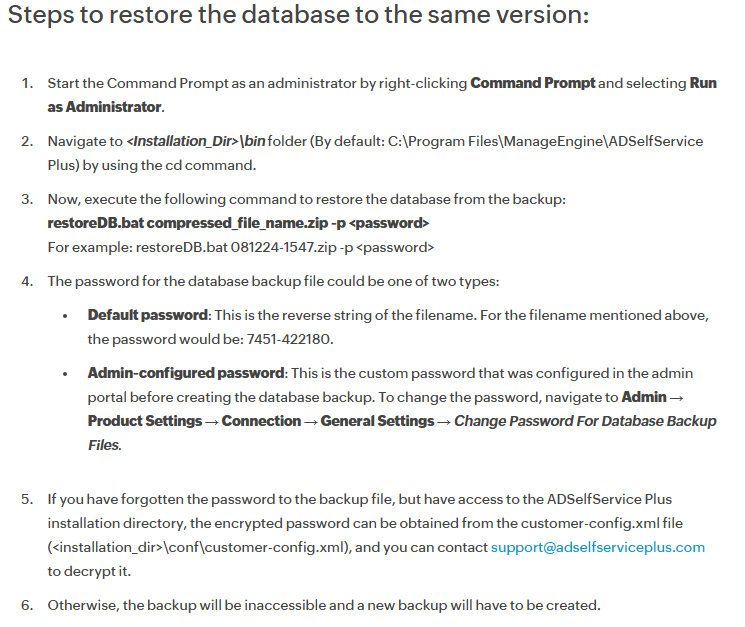 Steps to restore the database to the same version:
1. Start the Command Prompt as an administrator by right-clicking Command Prompt and selecting Run
as Administrator.
2. Navigate to <Installation_Dir>\bin folder (By default: C:\Program Files\ManageEngine\ADSelfService
Plus) by using the cd command.
3. Now, execute the following command to restore the database from the backup:
restoreDB.bat compressed_file_name.zip -p <password>
For example: restoreDB.bat 081224-1547.zip -p <password>
4. The password for the database backup file could be one of two types:
• Default password: This is the reverse string of the filename. For the filename mentioned above,
the password would be: 7451-422180.
• Admin-configured password: This is the custom password that was configured in the admin
portal before creating the database backup. To change the password, navigate to Admin →
Product Settings → Connection → General Settings → Change Password For Database Backup
Files.
5. If you have forgotten the password to the backup file, but have access to the ADSelfService Plus
installation directory, the encrypted password can be obtained from the customer-config.xml file
(<installation_dir>\conf\customer-config.xml), and you can contact support@adselfserviceplus.com
to decrypt it.
6. Otherwise, the backup will be inaccessible and a new backup will have to be created.